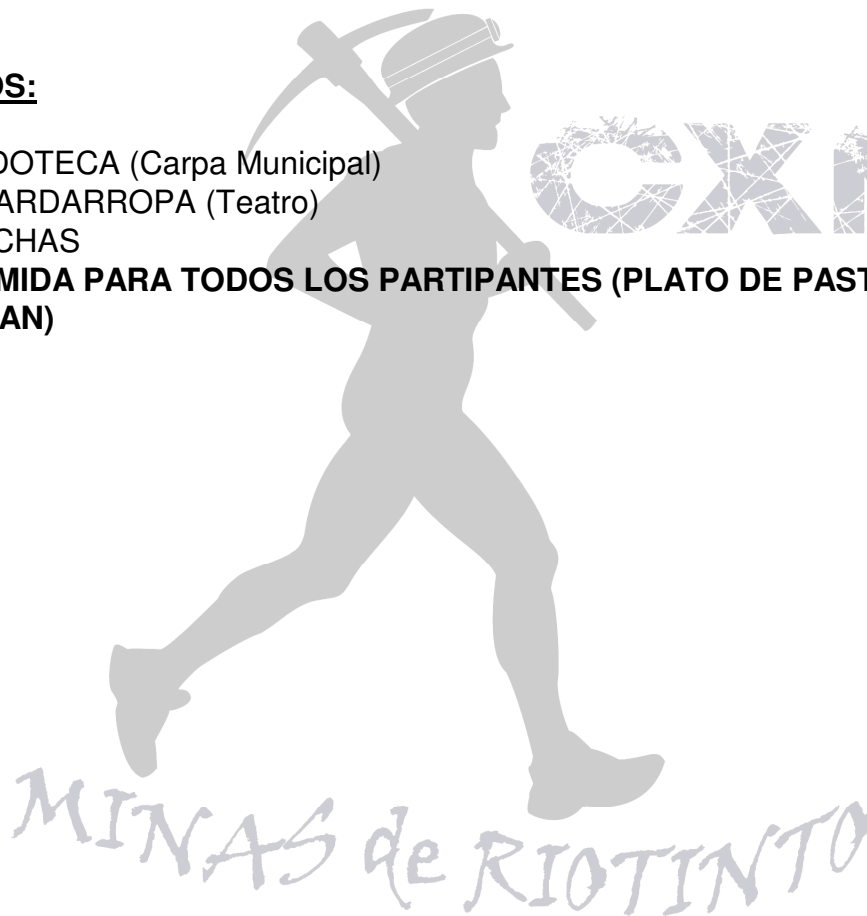 OS:
DOTECA (Carpa Municipal)
ARDARROPA (Teatro)
CHAS
MIDA PARA TODOS LOS PARTIPANTES (PLATO DE PAST
AN)
MINAS de RIOTINTO